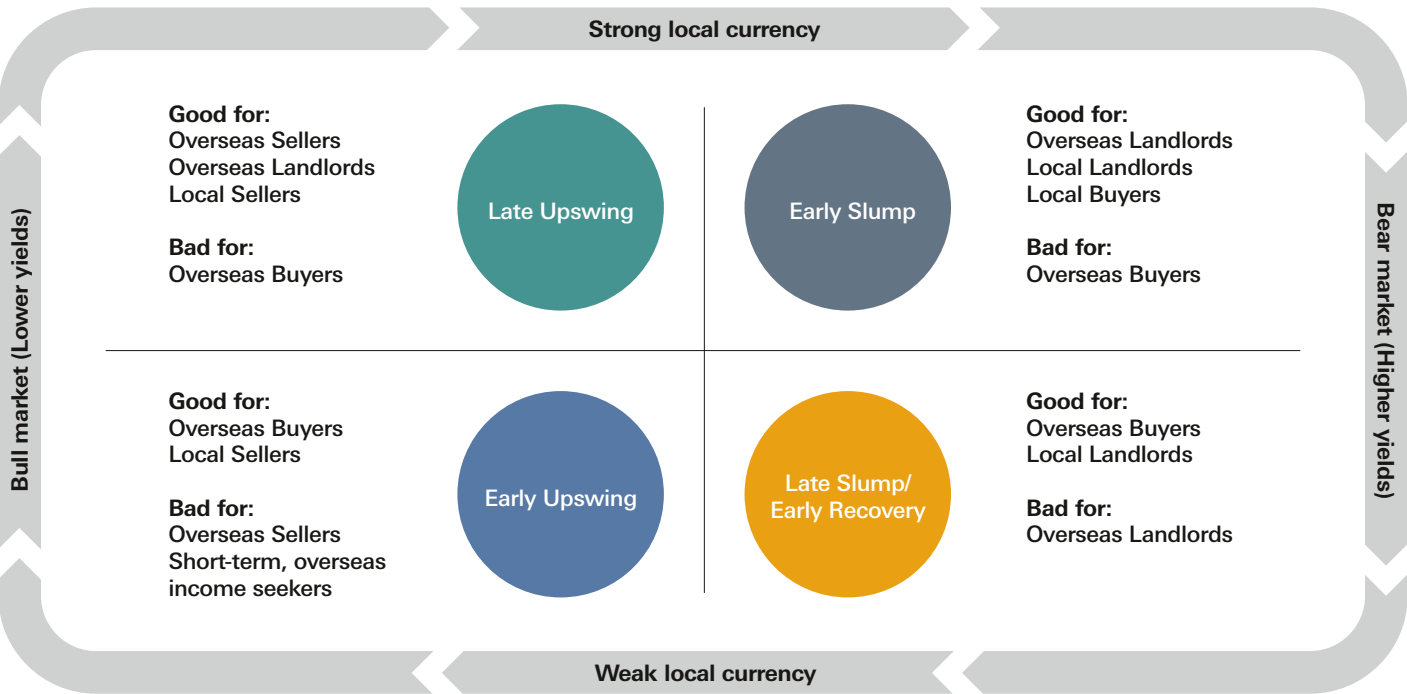 Strong local currency
Bull market (Lower yields)
Good for:
Overseas Sellers
Overseas Landlords
Local Sellers
Bad for:
Overseas Buyers
Late Upswing
Early Slump
Good for:
Overseas Landlords
Local Landlords
Local Buyers
Bad for:
Overseas Buyers
Bear market (Higher yields)
Good for:
Overseas Buyers
Local Sellers
Bad for:
Overseas Sellers
Short-term, overseas
income seekers
Early Upswing
Late Slump/
Early Recovery
Good for:
Overseas Buyers
Local Landlords
Bad for:
Overseas Landlords
Weak local currency